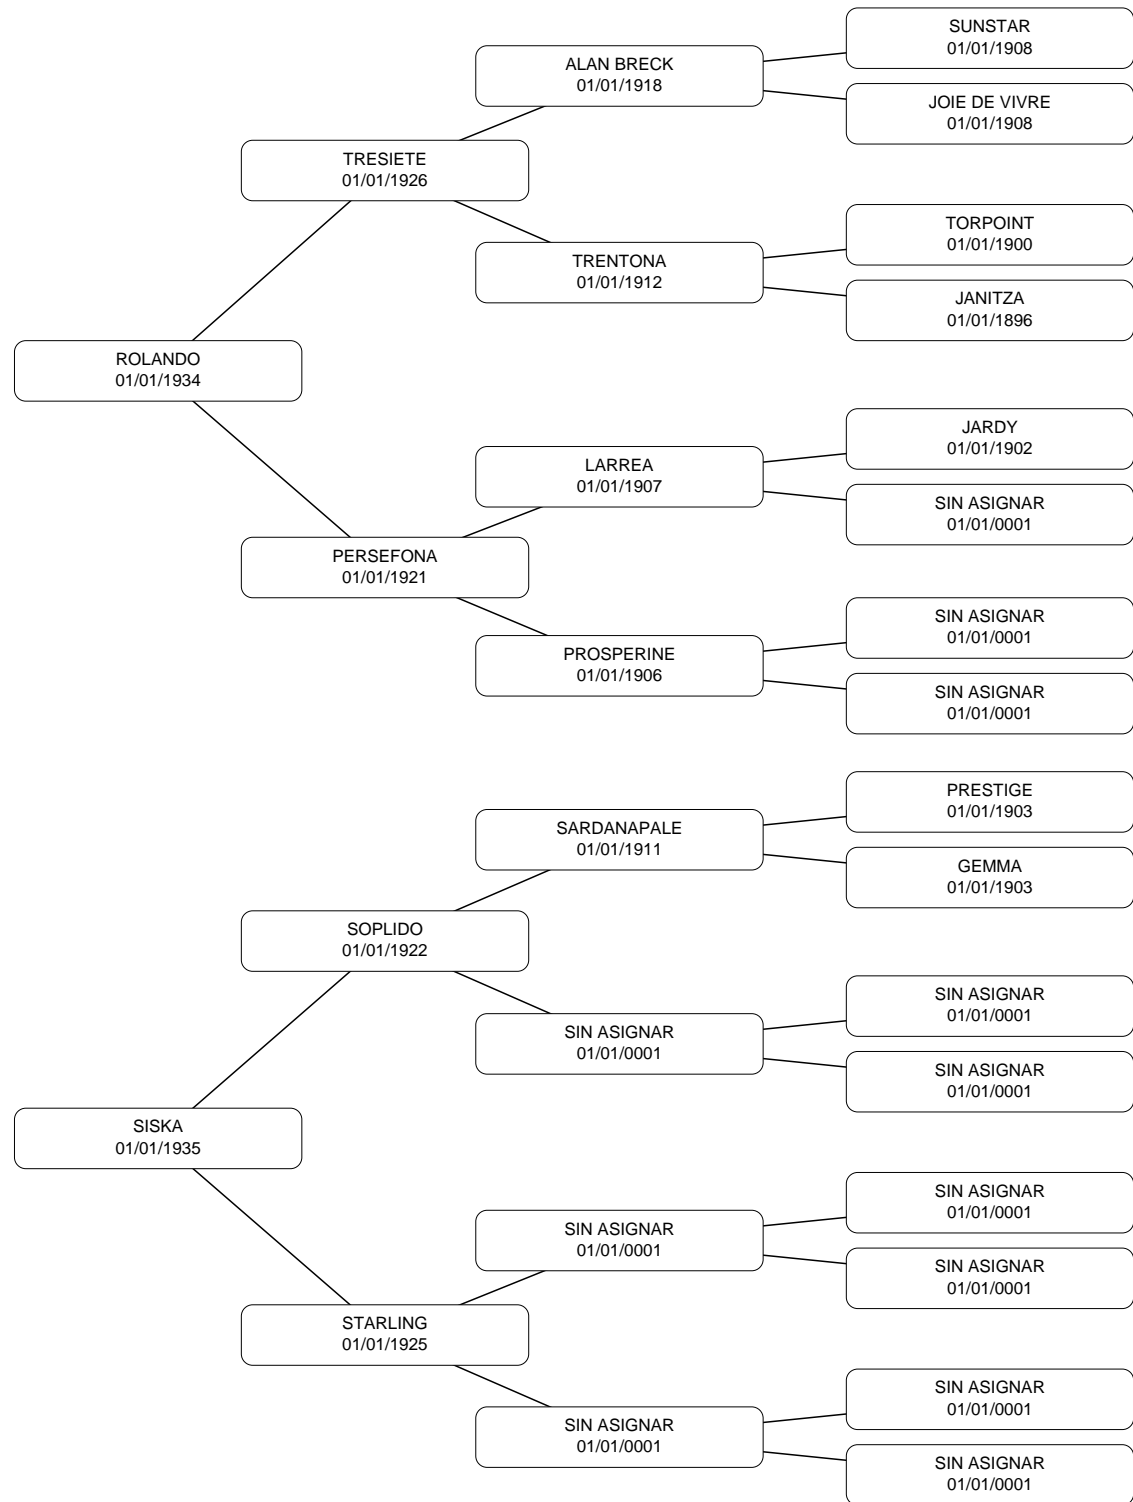 SUNSTAR
01/01/1908
ALAN BRECK
01/01/1918
JOIE DE VIVRE
01/01/1908
TRESIETE
01/01/1926
TORPOINT
01/01/1900
TRENTONA
01/01/1912
JANITZA
01/01/1896
ROLANDO
01/01/1934
JARDY
01/01/1902
LARREA
01/01/1907
SIN ASIGNAR
01/01/0001
PERSEFONA
01/01/1921
SIN ASIGNAR
01/01/0001
PROSPERINE
01/01/1906
SIN ASIGNAR
01/01/0001
PRESTIGE
01/01/1903
SARDANAPALE
01/01/1911
GEMMA
01/01/1903
SOPLIDO
01/01/1922
SIN ASIGNAR
01/01/0001
SIN ASIGNAR
01/01/0001
SIN ASIGNAR
01/01/0001
SISKA
01/01/1935
SIN ASIGNAR
01/01/0001
SIN ASIGNAR
01/01/0001
SIN ASIGNAR
01/01/0001
STARLING
01/01/1925
SIN ASIGNAR
01/01/0001
SIN ASIGNAR
01/01/0001
SIN ASIGNAR
01/01/0001